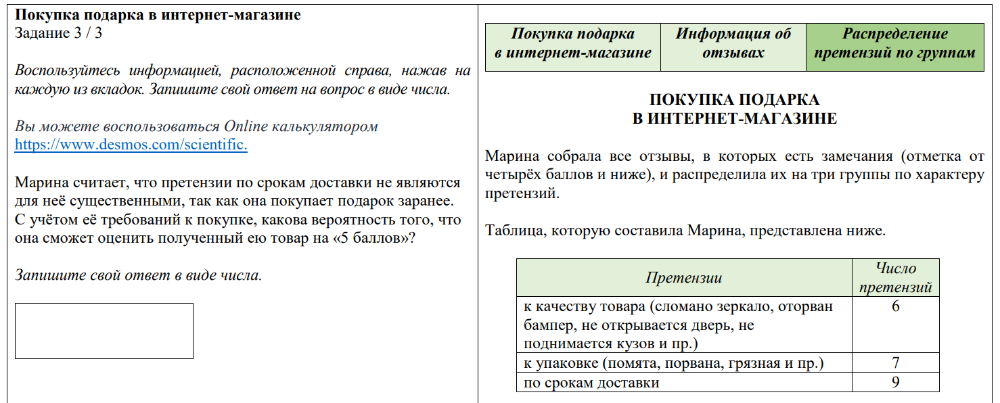 Покупка подарка в интернет-магазине
Задание 3 / 3
Воспользуйтесь информацией, расположенной справа, нажав на
каждую из вкладок. Запишите свой ответ на вопрос в виде числа.
Вы можете воспользоваться Online калькулятором
https://www.desmos.com/scientific.
Марина считает, что претензии по срокам доставки не являются
для неё существенными, так как она покупает подарок заранее.
С учётом её требований к покупке, какова вероятность того, что
она сможет оценить полученный ею товар на «5 баллов»?
Запишите свой ответ в виде числа.
Покупка подарка
в интернет-магазине
Информация об
отзывах
Распределение
претензий по группам
ПОКУПКА ПОДАРКА
В ИНТЕРНЕТ-МАГАЗИНЕ
Марина собрала все отзывы, в которых есть замечания (отметка от
четырёх баллов и ниже), и распределила их на три группы по характеру
претензий.
Таблица, которую составила Марина, представлена ниже.
Претензии
Число
претензий
к качеству товара (сломано зеркало, оторван
бампер, не открывается дверь, не
поднимается кузов и пр.)
6
к упаковке (помята, порвана, грязная и пр.)
7
по срокам доставки
9